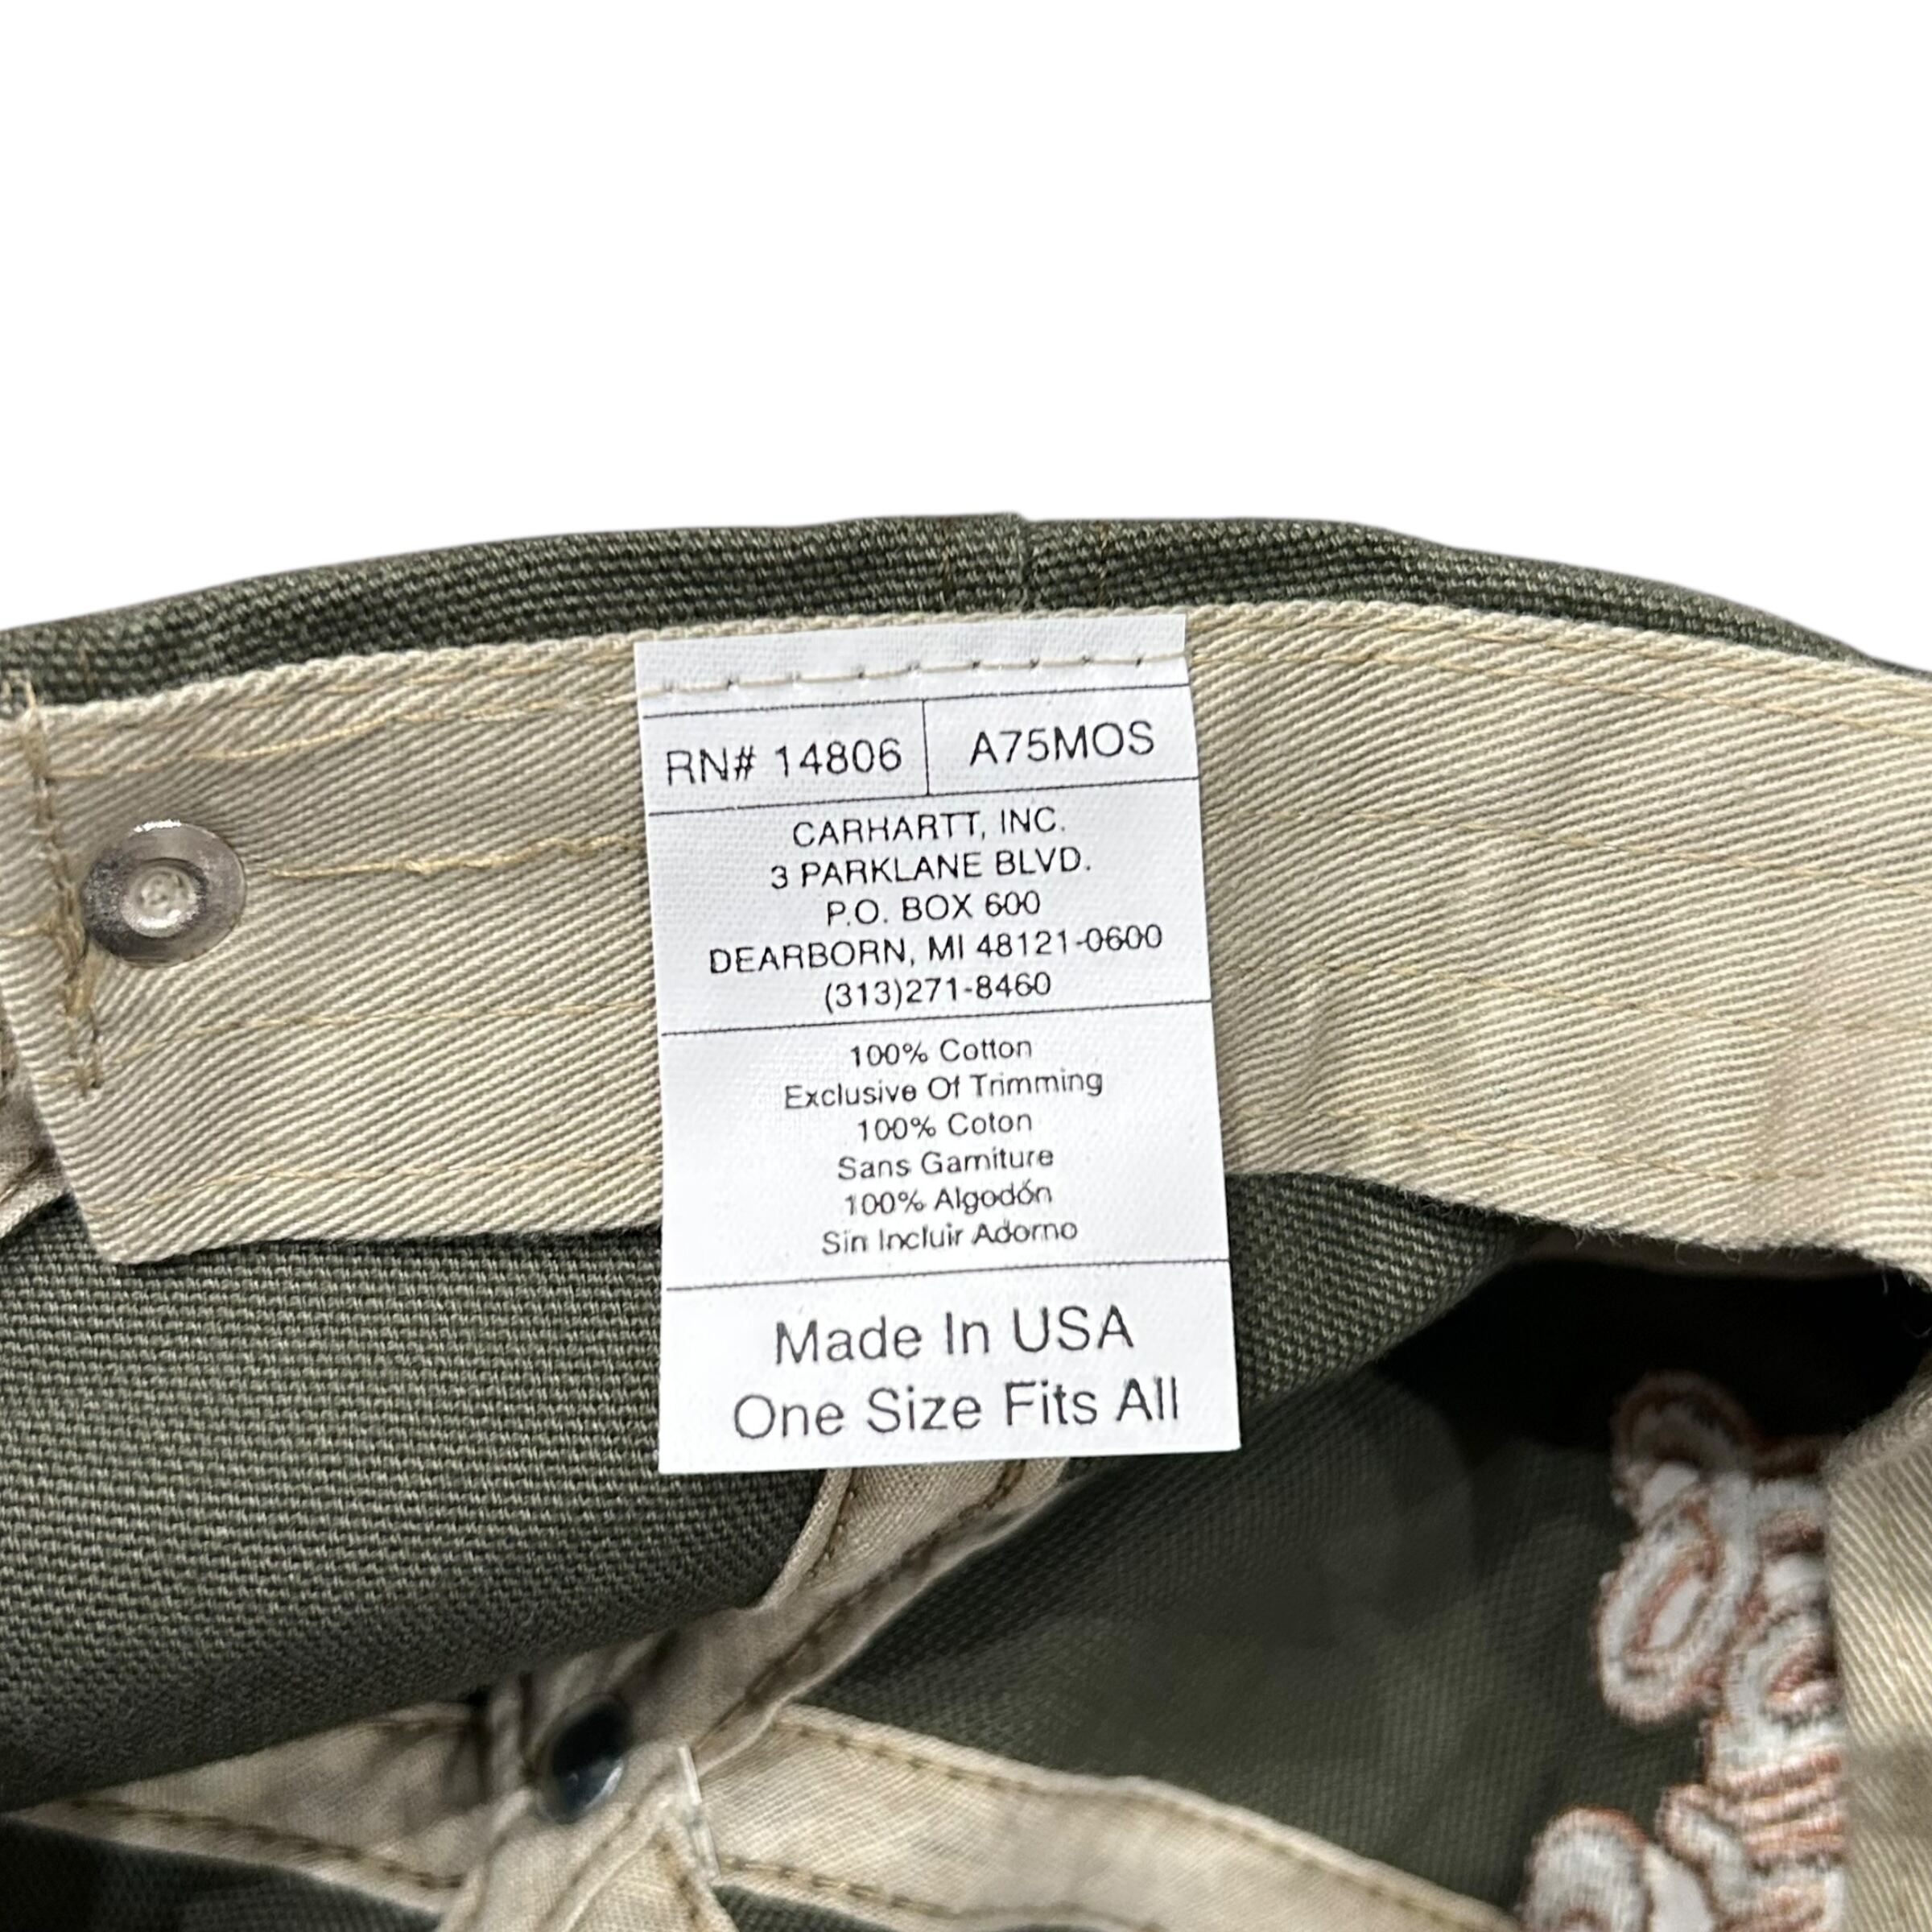 RN# 14806 A75MOS
CARHARTT, INC.
3 PARKLANE BLVD.
P.O. BOX 600
DEARBORN, MI 48121-0600
(313)271-8460
100% Cotton
Exclusive Of Trimming
100% Coton
Sans Garniture
100% Algodón
Sin Incluir Adorno
Made In USA
One Size Fits All